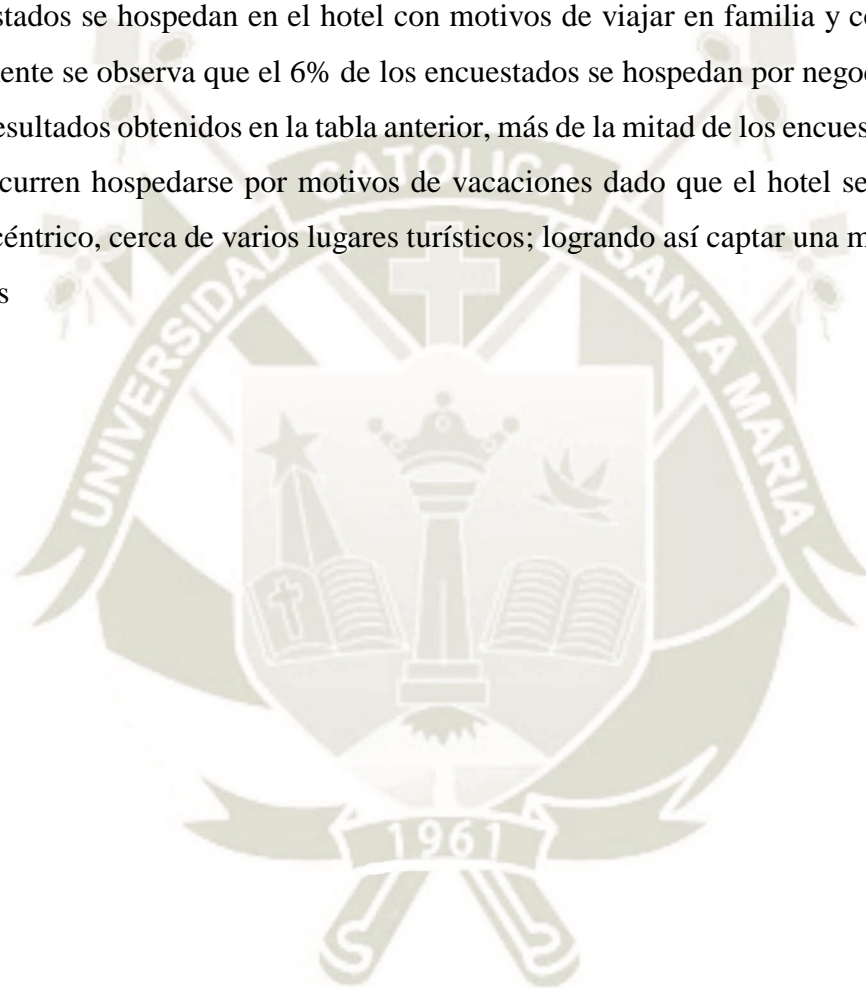 stados se hospedan en el hotel con motivos de viajar en familia y c
ente se observa que el 6% de los encuestados se hospedan por nego
esultados obtenidos en la tabla anterior, más de la mitad de los encues
curren hospedarse por motivos de vacaciones dado que el hotel se
céntrico, cerca de varios lugares turísticos; logrando así captar una m
s
UNIVERSIDAD CATOLICA SANTA MARIA
1961